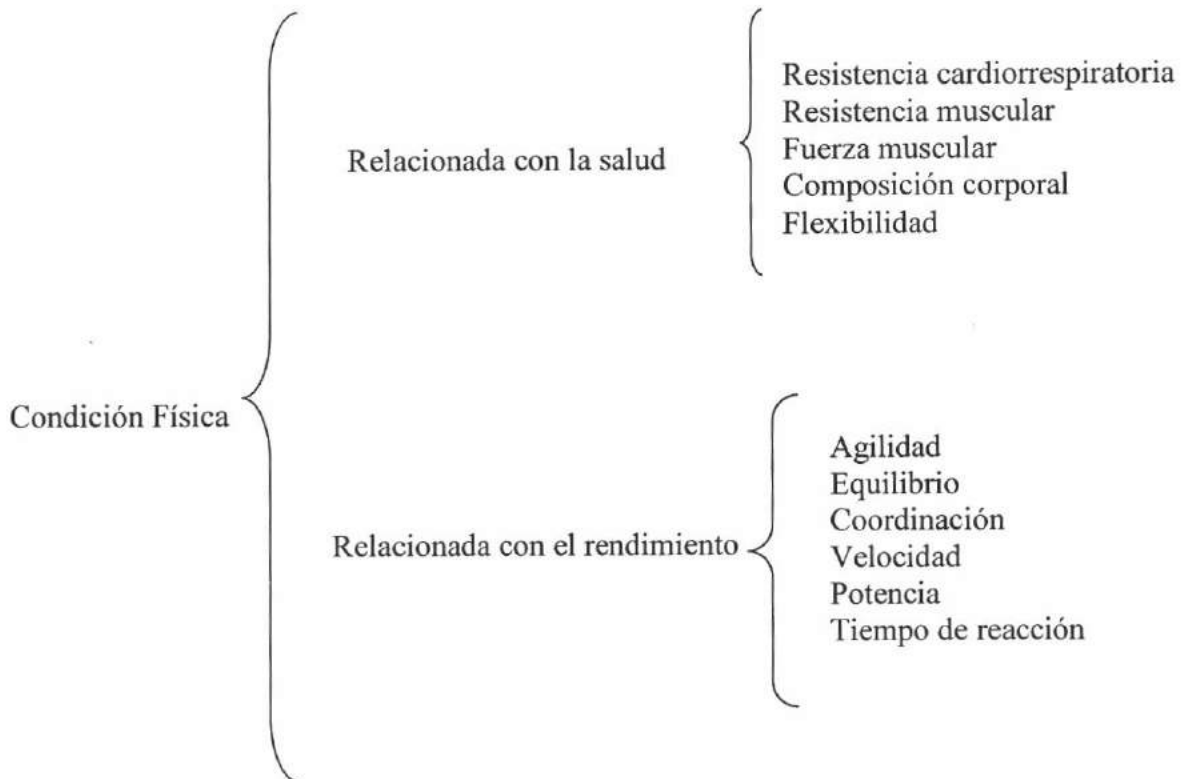 Condición Física
Relacionada con la salud
Resistencia cardiorrespiratoria
Resistencia muscular
Fuerza muscular
Composición corporal
Flexibilidad
Relacionada con el rendimiento
Agilidad
Equilibrio
Coordinación
Velocidad
Potencia
Tiempo de reacción